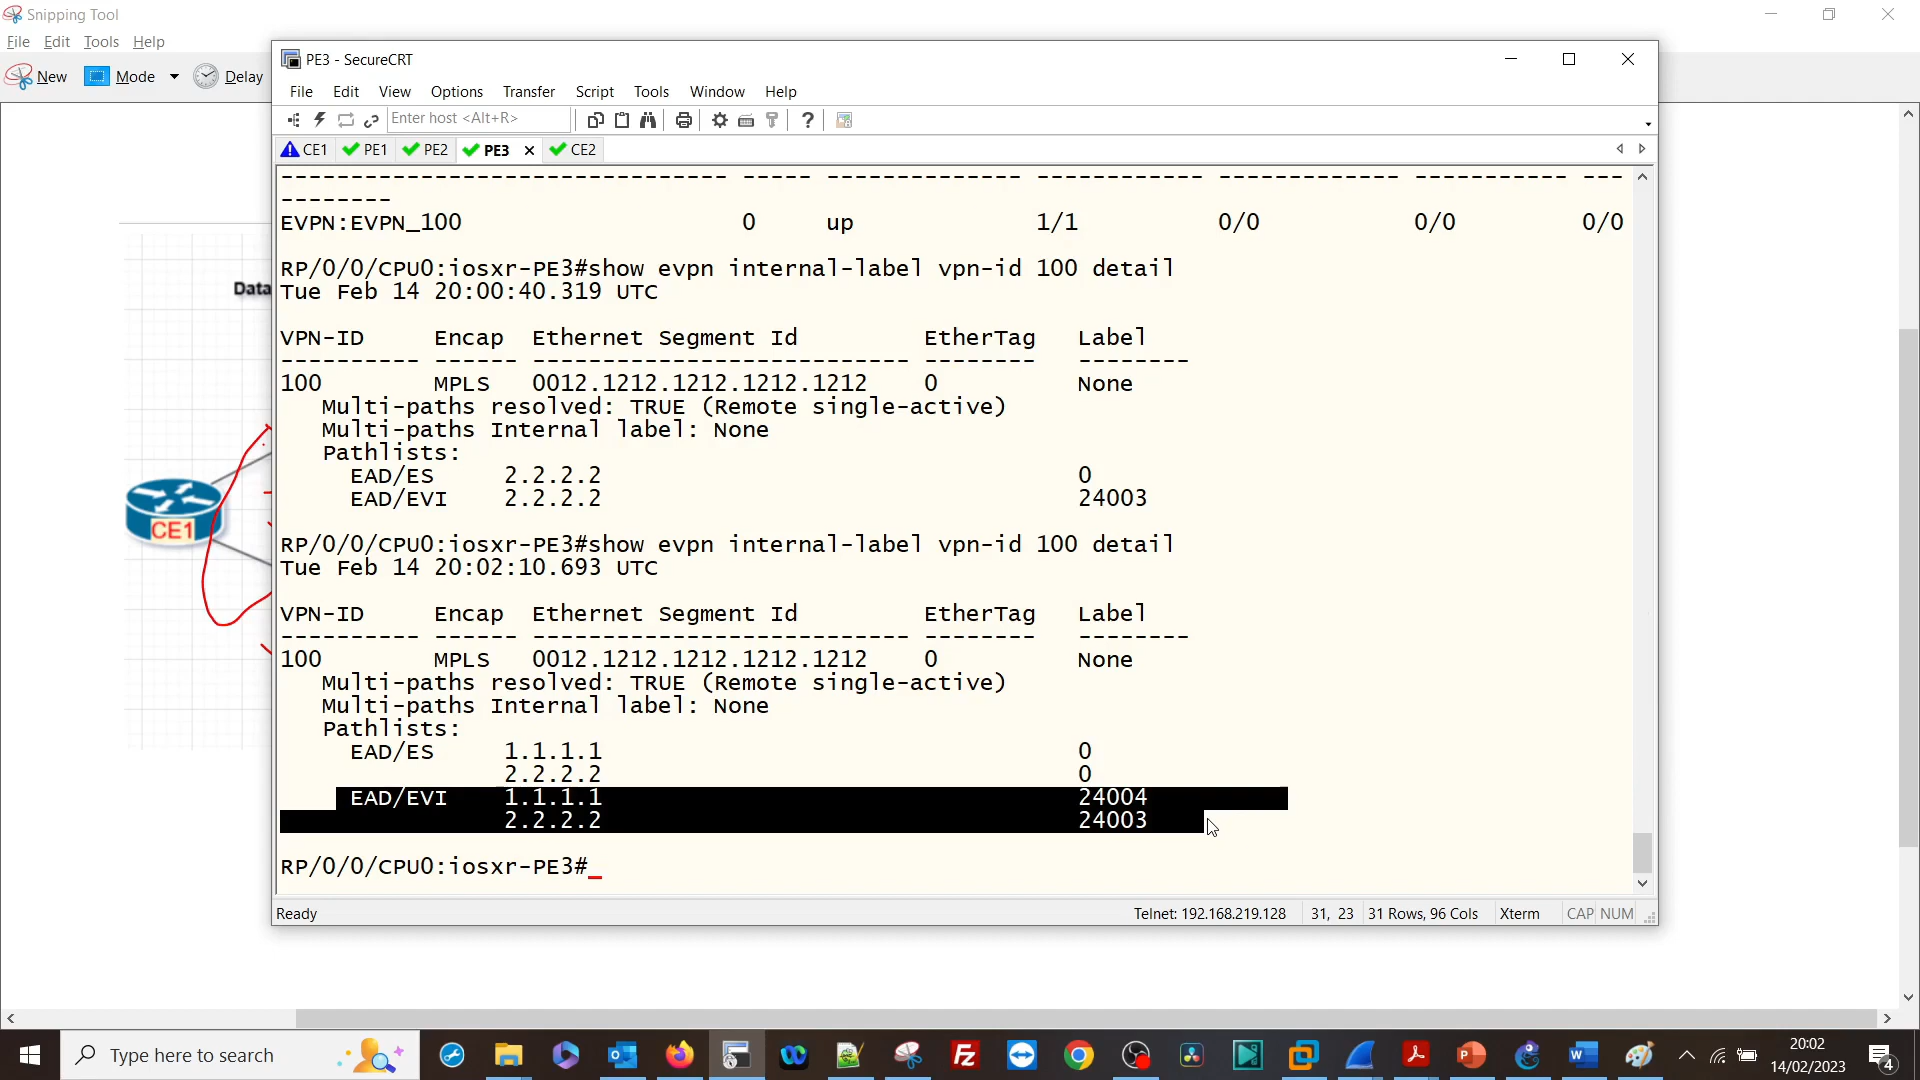 Snipping Tool
File Edit Tools Help
New Mode Delay
PE3 - SecureCRT
File Edit View Options Transfer Script Tools Window Help
Enter host <Alt+R>
CE1 PE1 PE2 PE3 CE2
-------------------------------- ----- -------------- ------------ ------------- ----------- ---
--------
EVPN:EVPN_100 0 up 1/1 0/0 0/0 0/0
RP/0/0/CPU0:iosxr-PE3#show evpn internal-label vpn-id 100 detail
Tue Feb 14 20:00:40.319 UTC
VPN-ID Encap Ethernet Segment Id EtherTag Label
---------- ------ --------------------------- -------- --------
100 MPLS 0012.1212.1212.1212.1212 0 None
Multi-paths resolved: TRUE (Remote single-active)
Multi-paths Internal label: None
Pathlists:
EAD/ES 2.2.2.2 0
EAD/EVI 2.2.2.2 24003
RP/0/0/CPU0:iosxr-PE3#show evpn internal-label vpn-id 100 detail
Tue Feb 14 20:02:10.693 UTC
VPN-ID Encap Ethernet Segment Id EtherTag Label
---------- ------ --------------------------- -------- --------
100 MPLS 0012.1212.1212.1212.1212 0 None
Multi-paths resolved: TRUE (Remote single-active)
Multi-paths Internal label: None
Pathlists:
EAD/ES 1.1.1.1 0
2.2.2.2 0
EAD/EVI 1.1.1.1 24004
2.2.2.2 24003
RP/0/0/CPU0:iosxr-PE3#_
Ready Telnet: 192.168.219.128 31, 23 31 Rows, 96 Cols Xterm CAP NUM
Data
CE1
Type here to search
20:02
14/02/2023
4